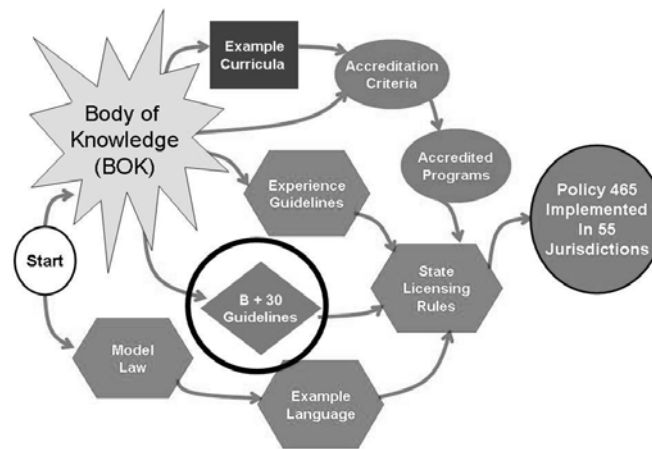 Example
Curricula
Accreditation
Criteria
Body of
Knowledge
(BOK)
Accredited
Programs
Experience
Guidelines
Policy 465
Implemented
In 55
Jurisdictions
Start
B + 30
Guidelines
State
Licensing
Rules
Model
Law
Example
Language